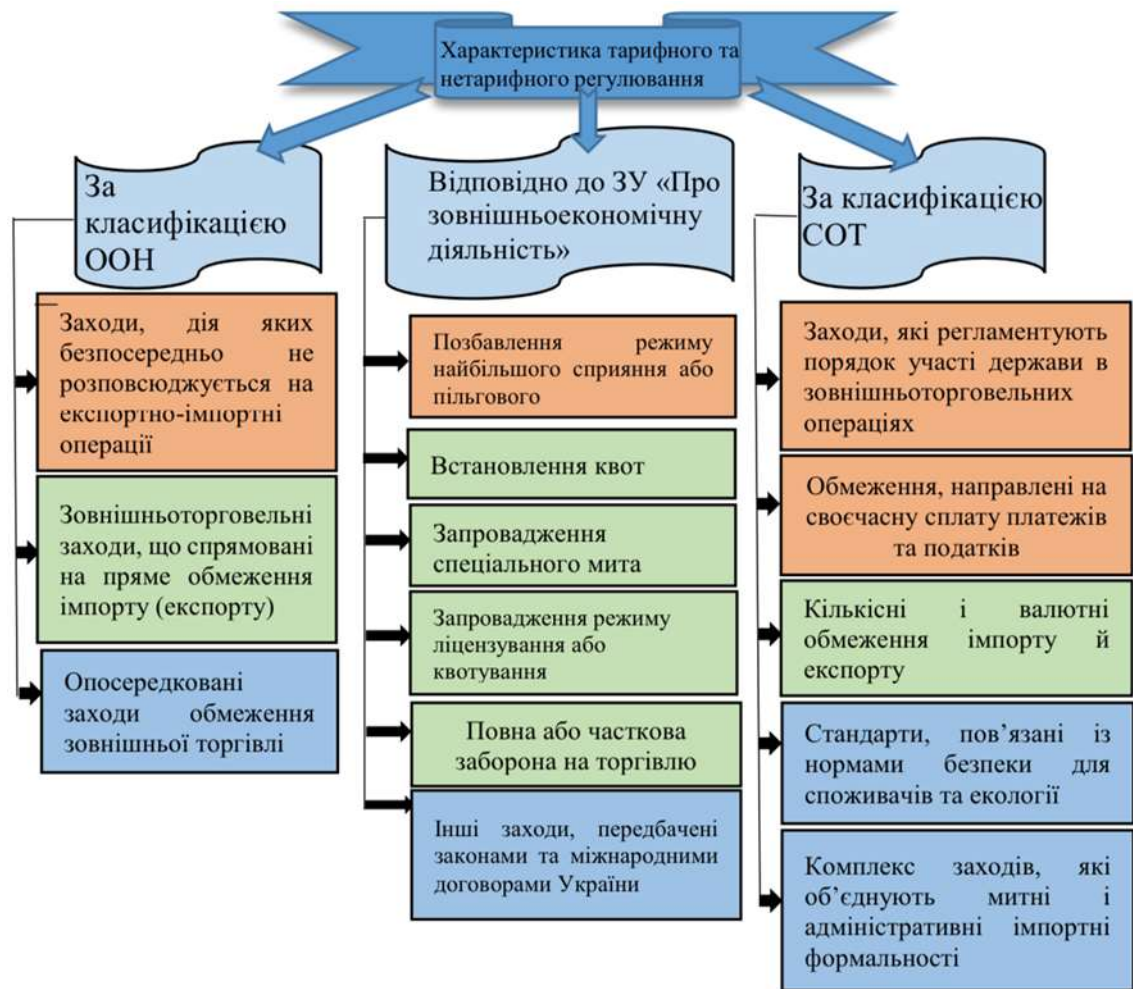 Характеристика тарифного та
нетарифного регулювання
За
класифікацією
ООН
Заходи, дія яких
безпосередньо не
розповсюджується на
експортно-імпортні
операції
Зовнішньоторговельні
заходи, що спрямовані
на пряме обмеження
імпорту (експорту)
Опосередковані
заходи обмеження
зовнішньої торгівлі
Відповідно до ЗУ «Про
зовнішньоекономічну
діяльність»
Позбавлення режиму
найбільшого сприяння або
пільгового
Встановлення квот
Запровадження
спеціального мита
Запровадження режиму
ліцензування або
квотування
Повна або часткова
заборона на торгівлю
Інші заходи, передбачені
законами та міжнародними
договорами України
За класифікацією
СОТ
Заходи, які регламентують
порядок участі держави в
зовнішньоторговельних
операціях
Обмеження, направлені на
своєчасну сплату платежів
та податків
Кількісні і валютні
обмеження імпорту й
експорту
Стандарти, пов’язані із
нормами безпеки для
споживачів та екології
Комплекс заходів, які
об’єднують митні і
адміністративні імпортні
формальності